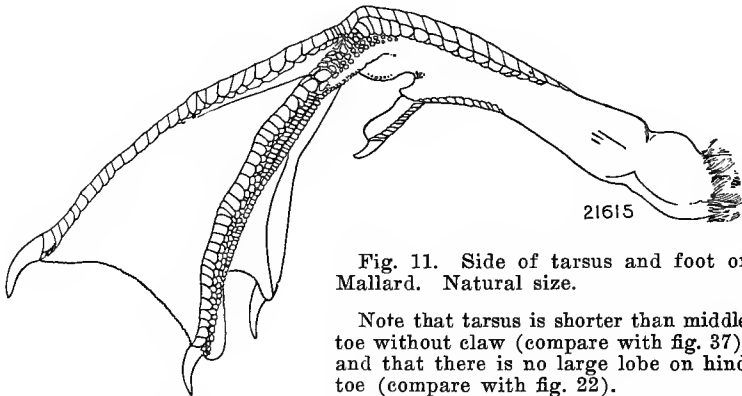 21615
Fig. 11. Side of tarsus and foot of
Mallard. Natural size.
Note that tarsus is shorter than middle
toe without claw (compare with fig. 37)
and that there is no large lobe on hind
toe (compare with fig. 22).